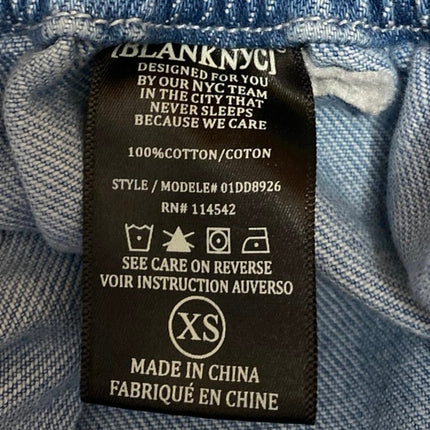 [BLANKNYC]
DESIGNED FOR YOU
BY OUR NYC TEAM
IN THE CITY THAT
NEVER SLEEPS
BECAUSE WE CARE
100%COTTON/COTON
STYLE / MODELE# 01DD8926
RN# 114542
SEE CARE ON REVERSE
VOIR INSTRUCTION AUVERSO
XS
MADE IN CHINA
FABRIQUÉ EN CHINE